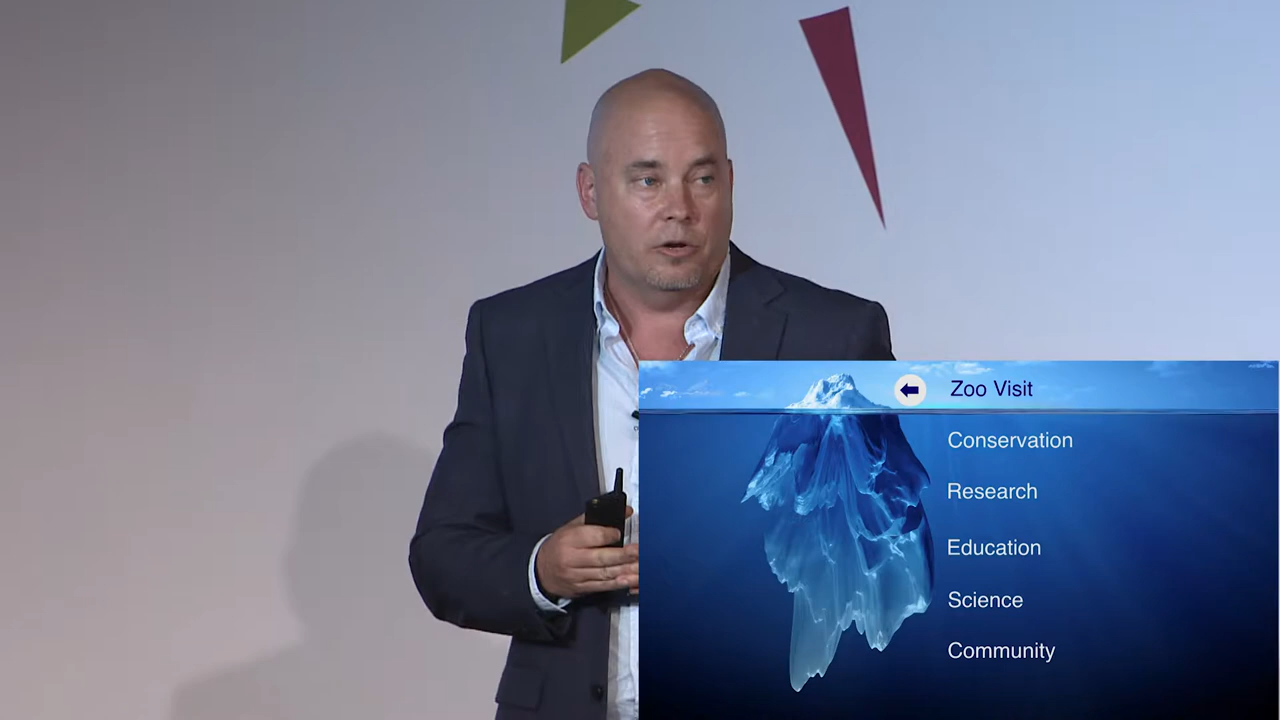 Zoo Visit
Conservation
Research
Education
Science
Community